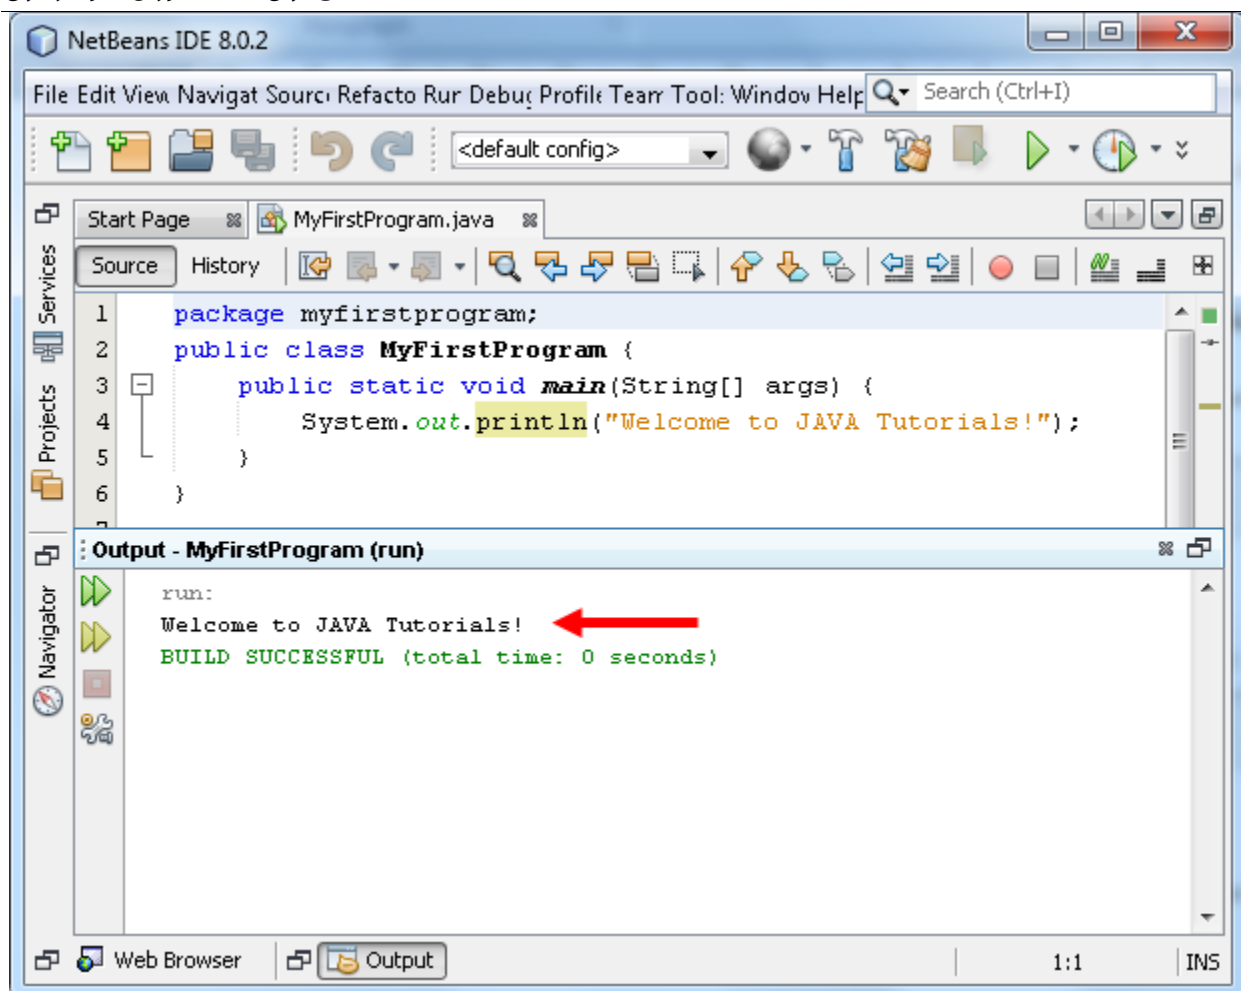 NetBeans IDE 8.0.2
File Edit View Navigat Sourc Refacto Rur Debug Profile Tearr Tool: Windov Help Search (Ctrl+I)
<default config>
Start Page MyFirstProgram.java
Source History
1 package myfirstprogram;
2 public class MyFirstProgram {
3 public static void main(String[] args) {
4 System.out.println("Welcome to JAVA Tutorials!");
5 }
6 }
Services
Projects
Navigator
Output - MyFirstProgram (run)
run:
Welcome to JAVA Tutorials!
BUILD SUCCESSFUL (total time: 0 seconds)
Web Browser Output 1:1 INS